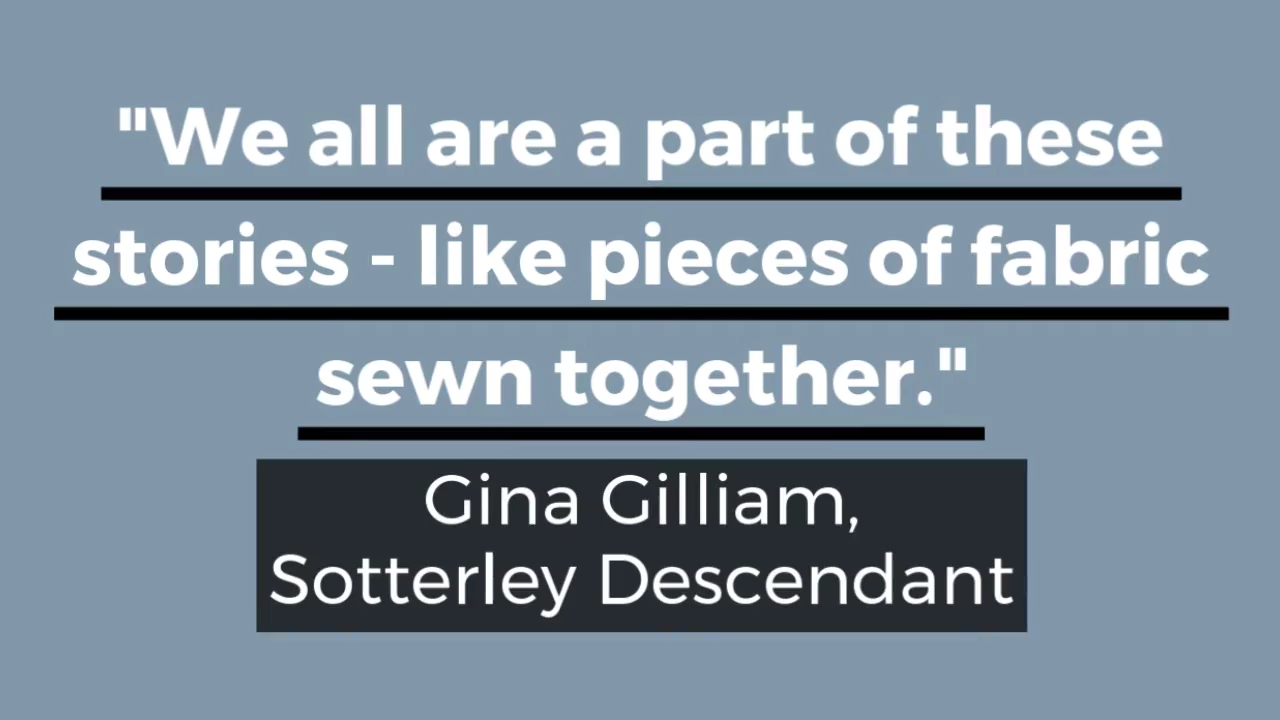 "We all are a part of these
stories - like pieces of fabric
sewn together."
Gina Gilliam,
Sotterley Descendant